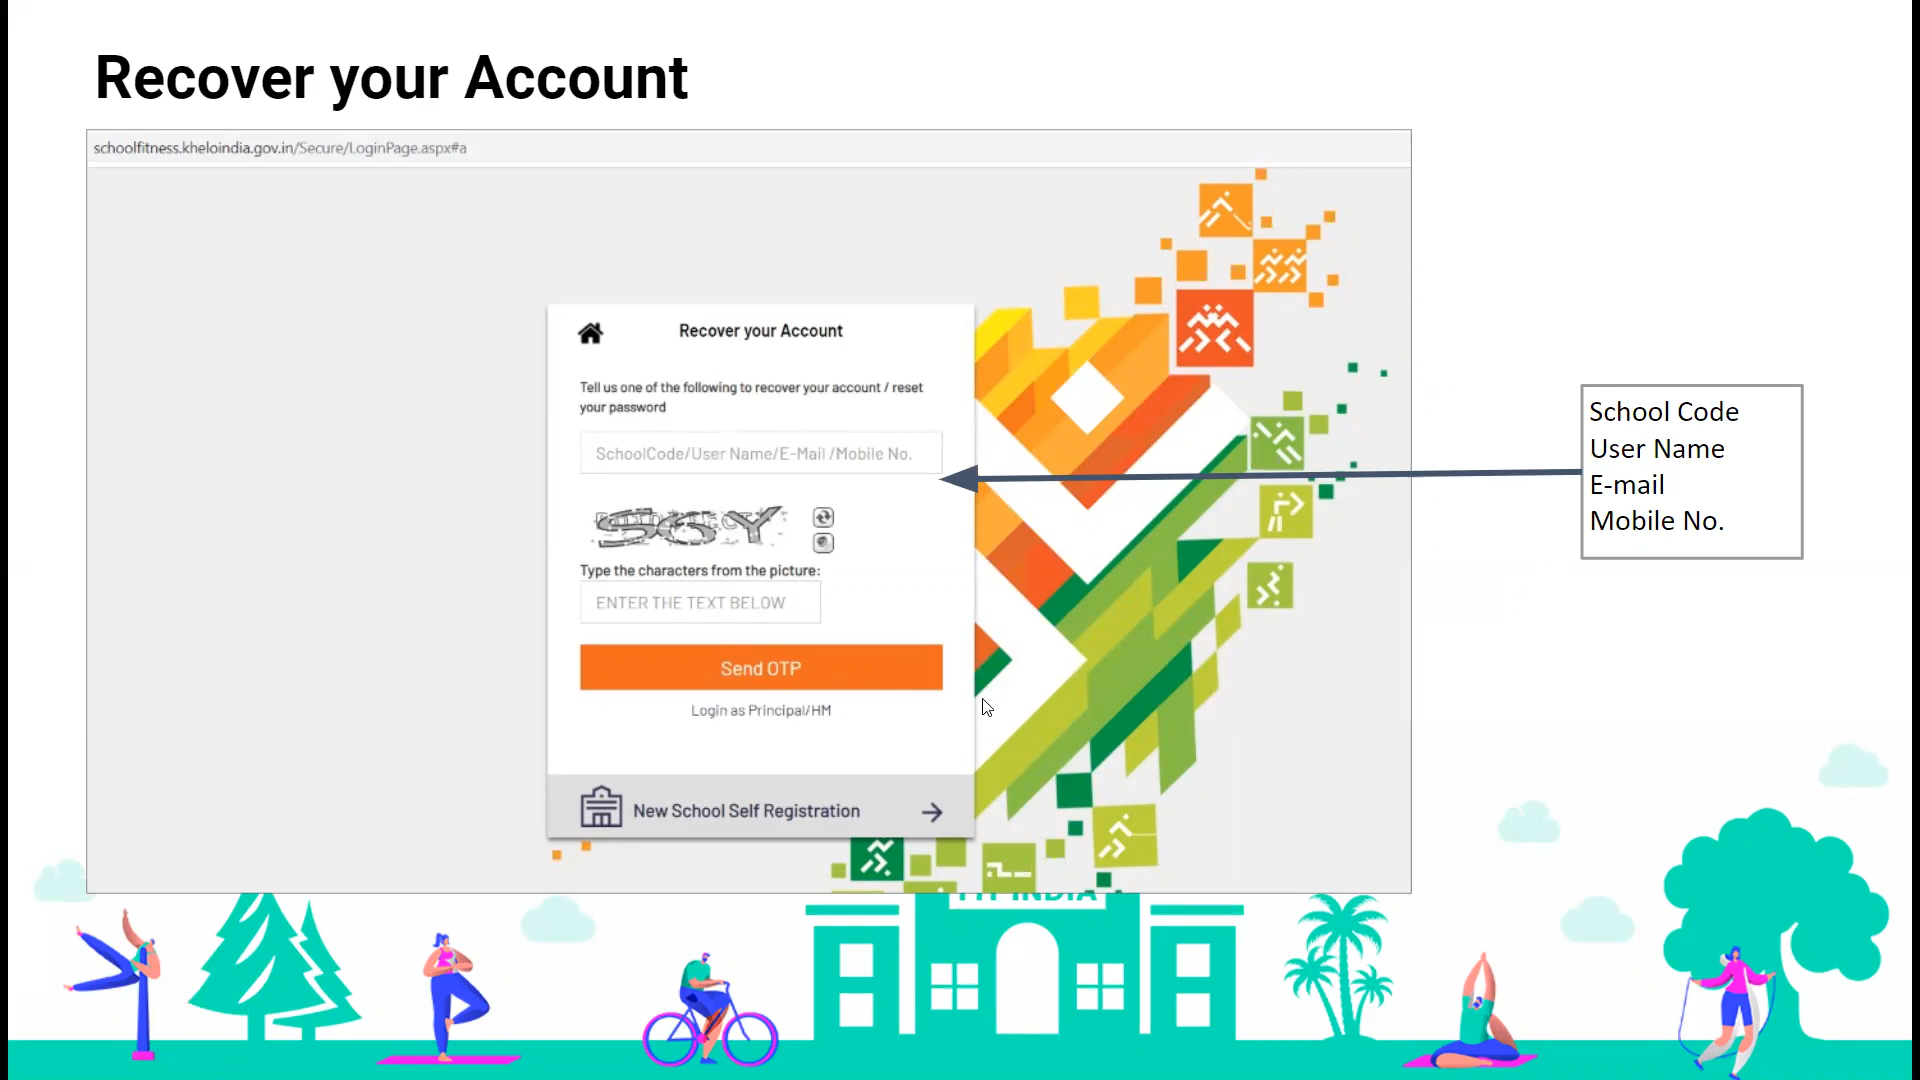 Recover your Account
schoolfitness.kheloindia.gov.in/Secure/LoginPage.aspx#a
Recover your Account
Tell us one of the following to recover your account / reset
your password
SchoolCode/User Name/E-Mail /Mobile No.
SGY
Type the characters from the picture:
ENTER THE TEXT BELOW
Send OTP
Login as Principal/HM
New School Self Registration
School Code
User Name
E-mail
Mobile No.
FIT INDIA